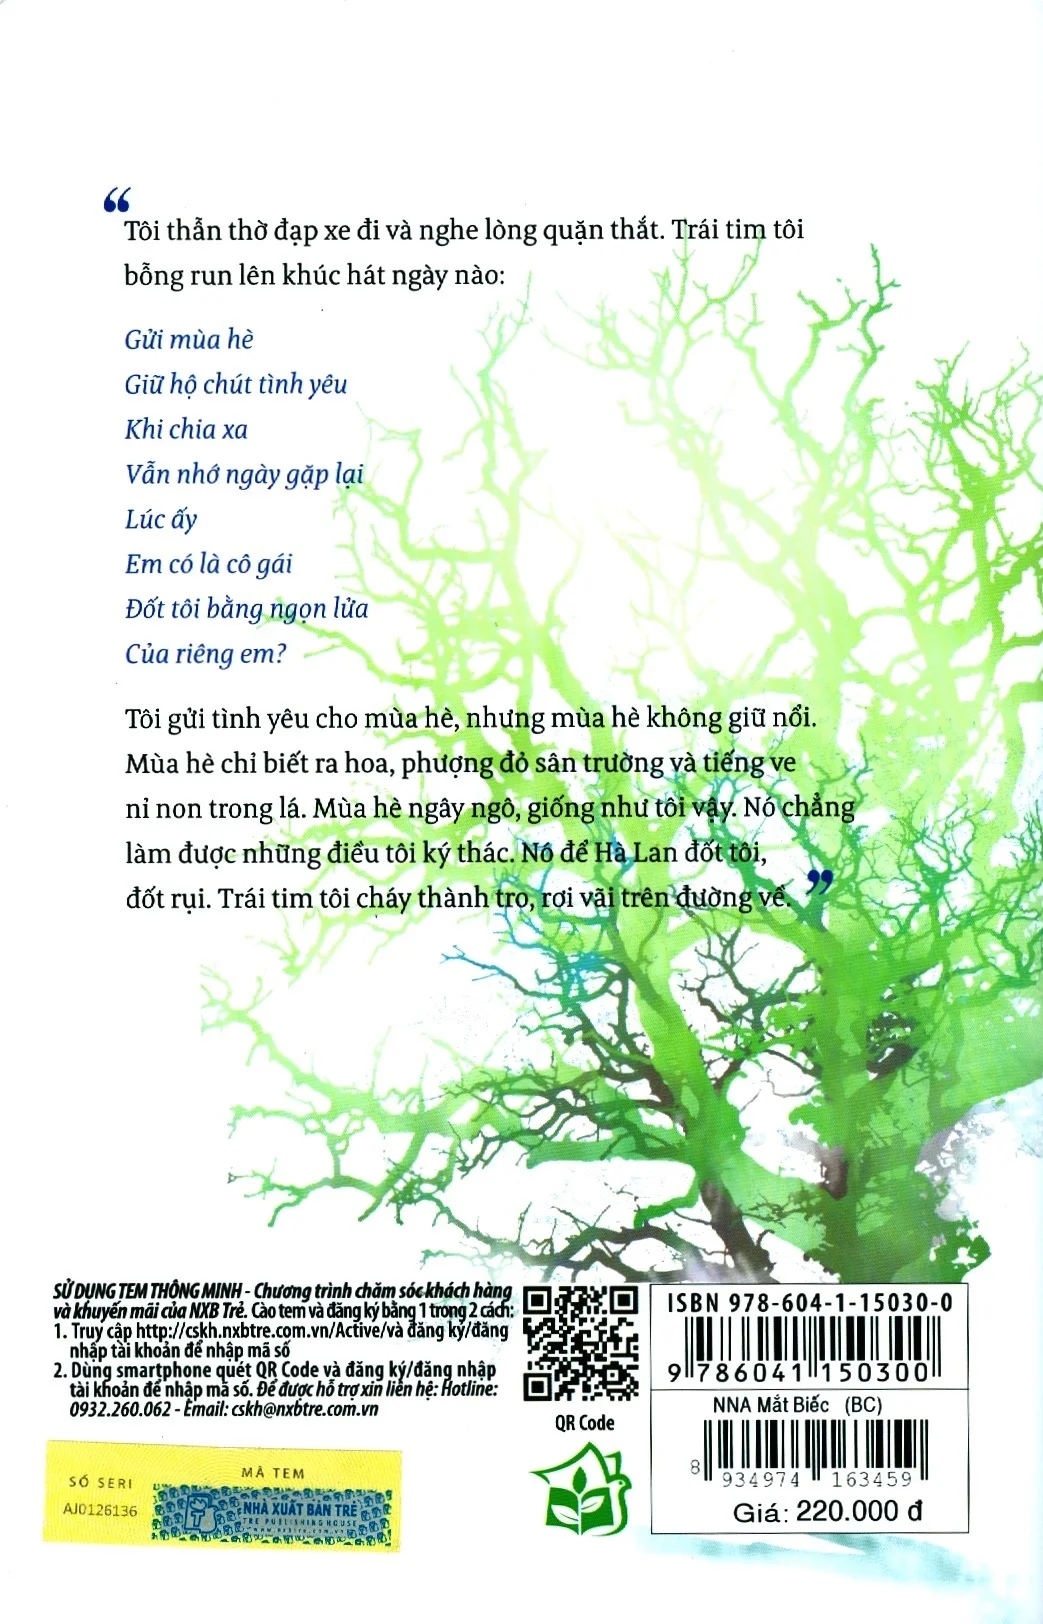 “
Tôi thẫn thờ đạp xe đi và nghe lòng quặn thắt. Trái tim tôi
bỗng run lên khúc hát ngày nào:
Gửi mùa hè
Giữ hộ chút tình yêu
Khi chia xa
Vẫn nhớ ngày gặp lại
Lúc ấy
Em có là cô gái
Đốt tôi bằng ngọn lửa
Của riêng em?
Tôi gửi tình yêu cho mùa hè, nhưng mùa hè không giữ nổi.
Mùa hè chỉ biết ra hoa, phượng đỏ sân trường và tiếng ve
nỉ non trong lá. Mùa hè ngây ngô, giống như tôi vậy. Nó chẳng
làm được những điều tôi ký thác. Nó để Hà Lan đốt tôi,
đốt rụi. Trái tim tôi cháy thành tro, rơi vãi trên đường về. ”
SỬ DỤNG TEM THÔNG MINH - Chương trình chăm sóc khách hàng
và khuyến mãi của NXB Trẻ. Cào tem và đăng ký bằng 1 trong 2 cách:
1. Truy cập http://cskh.nxbtre.com.vn/Active/và đăng ký/đăng
nhập tài khoản để nhập mã số
2. Dùng smartphone quét QR Code và đăng ký/đăng nhập
tài khoản để nhập mã số. Để được hỗ trợ xin liên hệ: Hotline:
0932.260.062 - Email: cskh@nxbtre.com.vn
QR Code
ISBN 978-604-1-15030-0
9 786041 150300
NNA Mắt Biếc (BC)
8 934974 163459
Giá: 220.000 đ
SỐ SERI
AJ0126136
MÃ TEM
NHÀ XUẤT BẢN TRẺ
TRE PUBLISHING HOUSE
www.nxbtre.com.vn